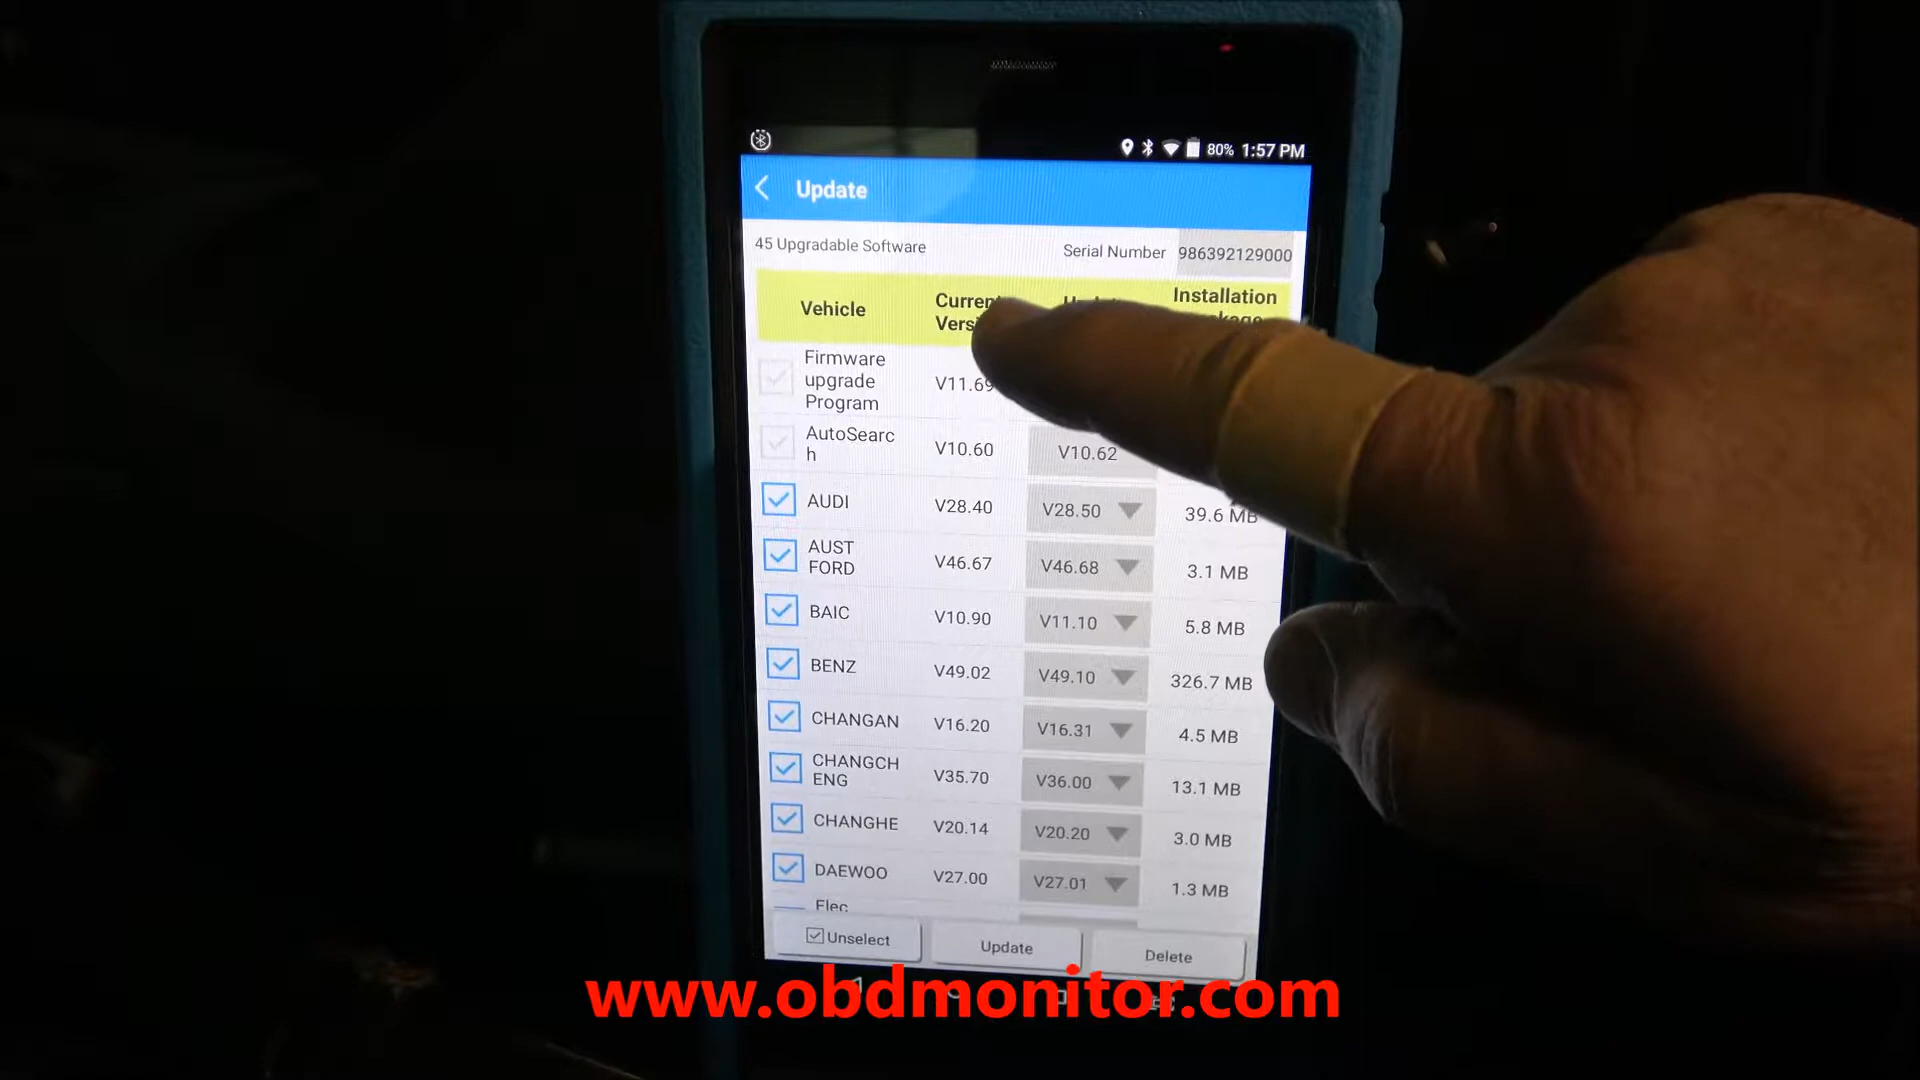 80% 1:57 PM
Update
45 Upgradable Software Serial Number 986392129000
Vehicle Current Installation
Firmware
upgrade V11.69
Program
AutoSearc
h V10.60 V10.62
AUDI V28.40 V28.50 39.6 MB
AUST
FORD V46.67 V46.68 3.1 MB
BAIC V10.90 V11.10 5.8 MB
BENZ V49.02 V49.10 326.7 MB
CHANGAN V16.20 V16.31 4.5 MB
CHANGCH
ENG V35.70 V36.00 13.1 MB
CHANGHE V20.14 V20.20 3.0 MB
DAEWOO V27.00 V27.01 1.3 MB
Elec
Unselect Update Delete
www.obdmonitor.com